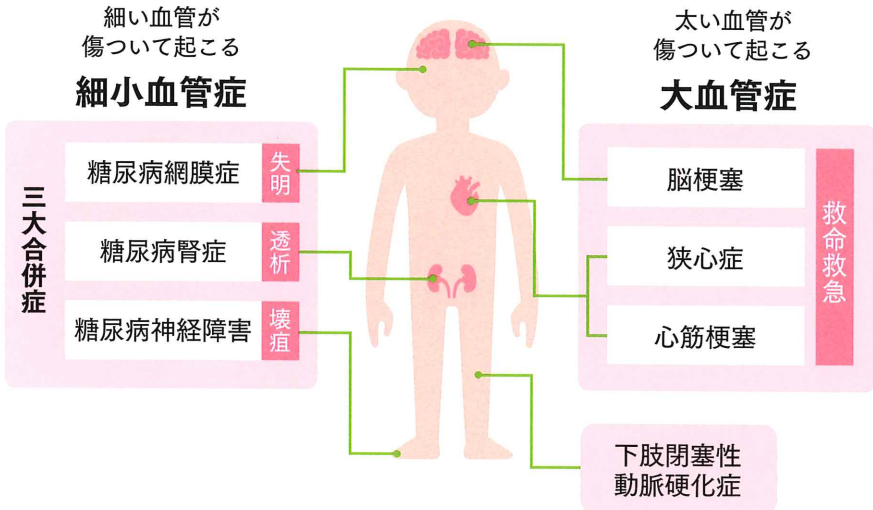 細い血管が
傷ついて起こる
細小血管症
三大合併症
糖尿病網膜症
失明
糖尿病腎症
透析
糖尿病神経障害
壊疽
太い血管が
傷ついて起こる
大血管症
脳梗塞
狭心症
心筋梗塞
救命救急
下肢閉塞性
動脈硬化症